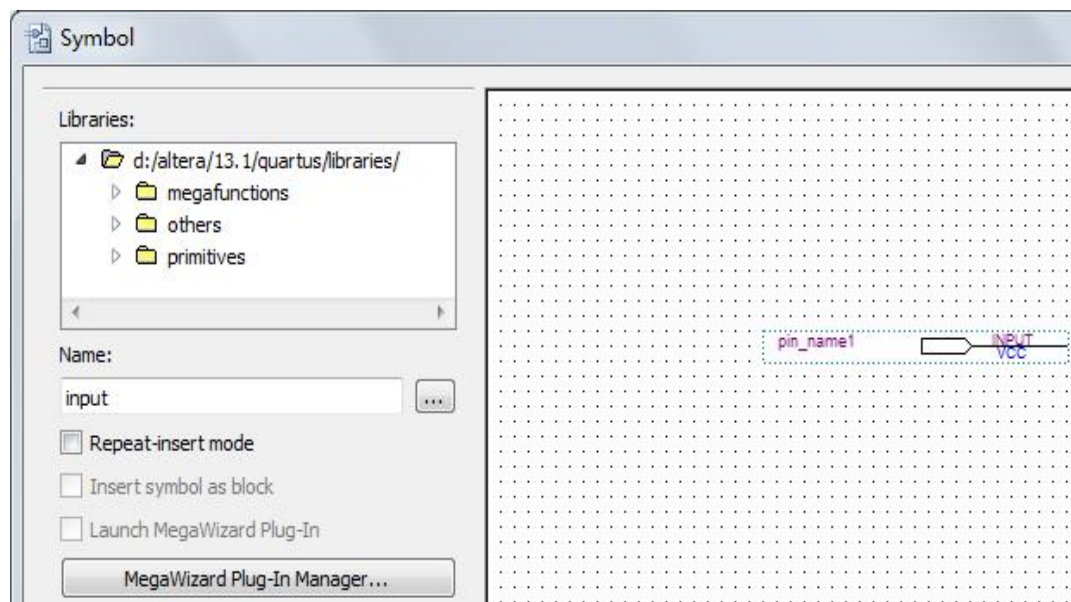 Symbol
Libraries:
d:/altera/13.1/quartus/libraries/
megafunctions
others
primitives
Name:
input
...
Repeat-insert mode
Insert symbol as block
Launch MegaWizard Plug-In
MegaWizard Plug-In Manager...
pin_name1
INPUT
VCC